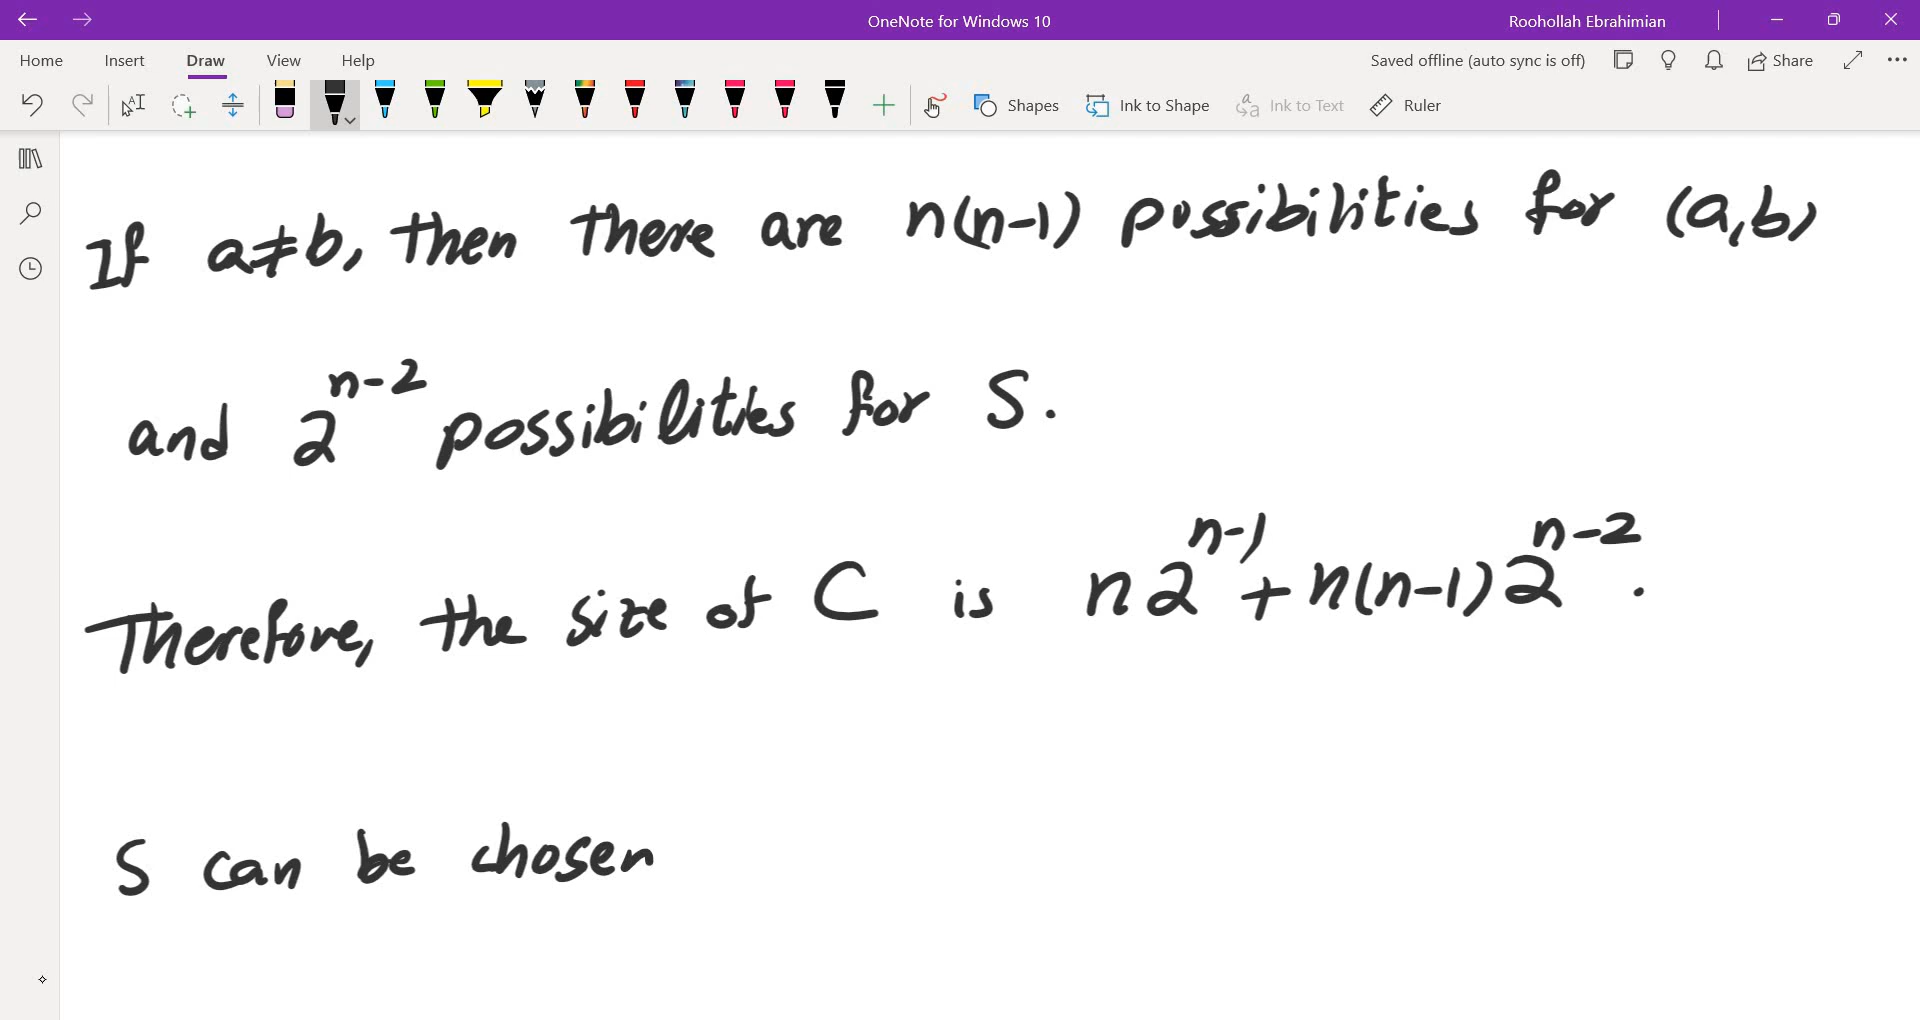 OneNote for Windows 10
Roohollah Ebrahimian
Home Insert Draw View Help
Saved offline (auto sync is off) Share
Shapes Ink to Shape Ink to Text Ruler
If a≠b, then there are n(n-1) possibilities for (a,b)
and 2^{n-2} possibilities for S.
Therefore, the size of C is n2^{n-1}+n(n-1)2^{n-2}.
S can be chosen